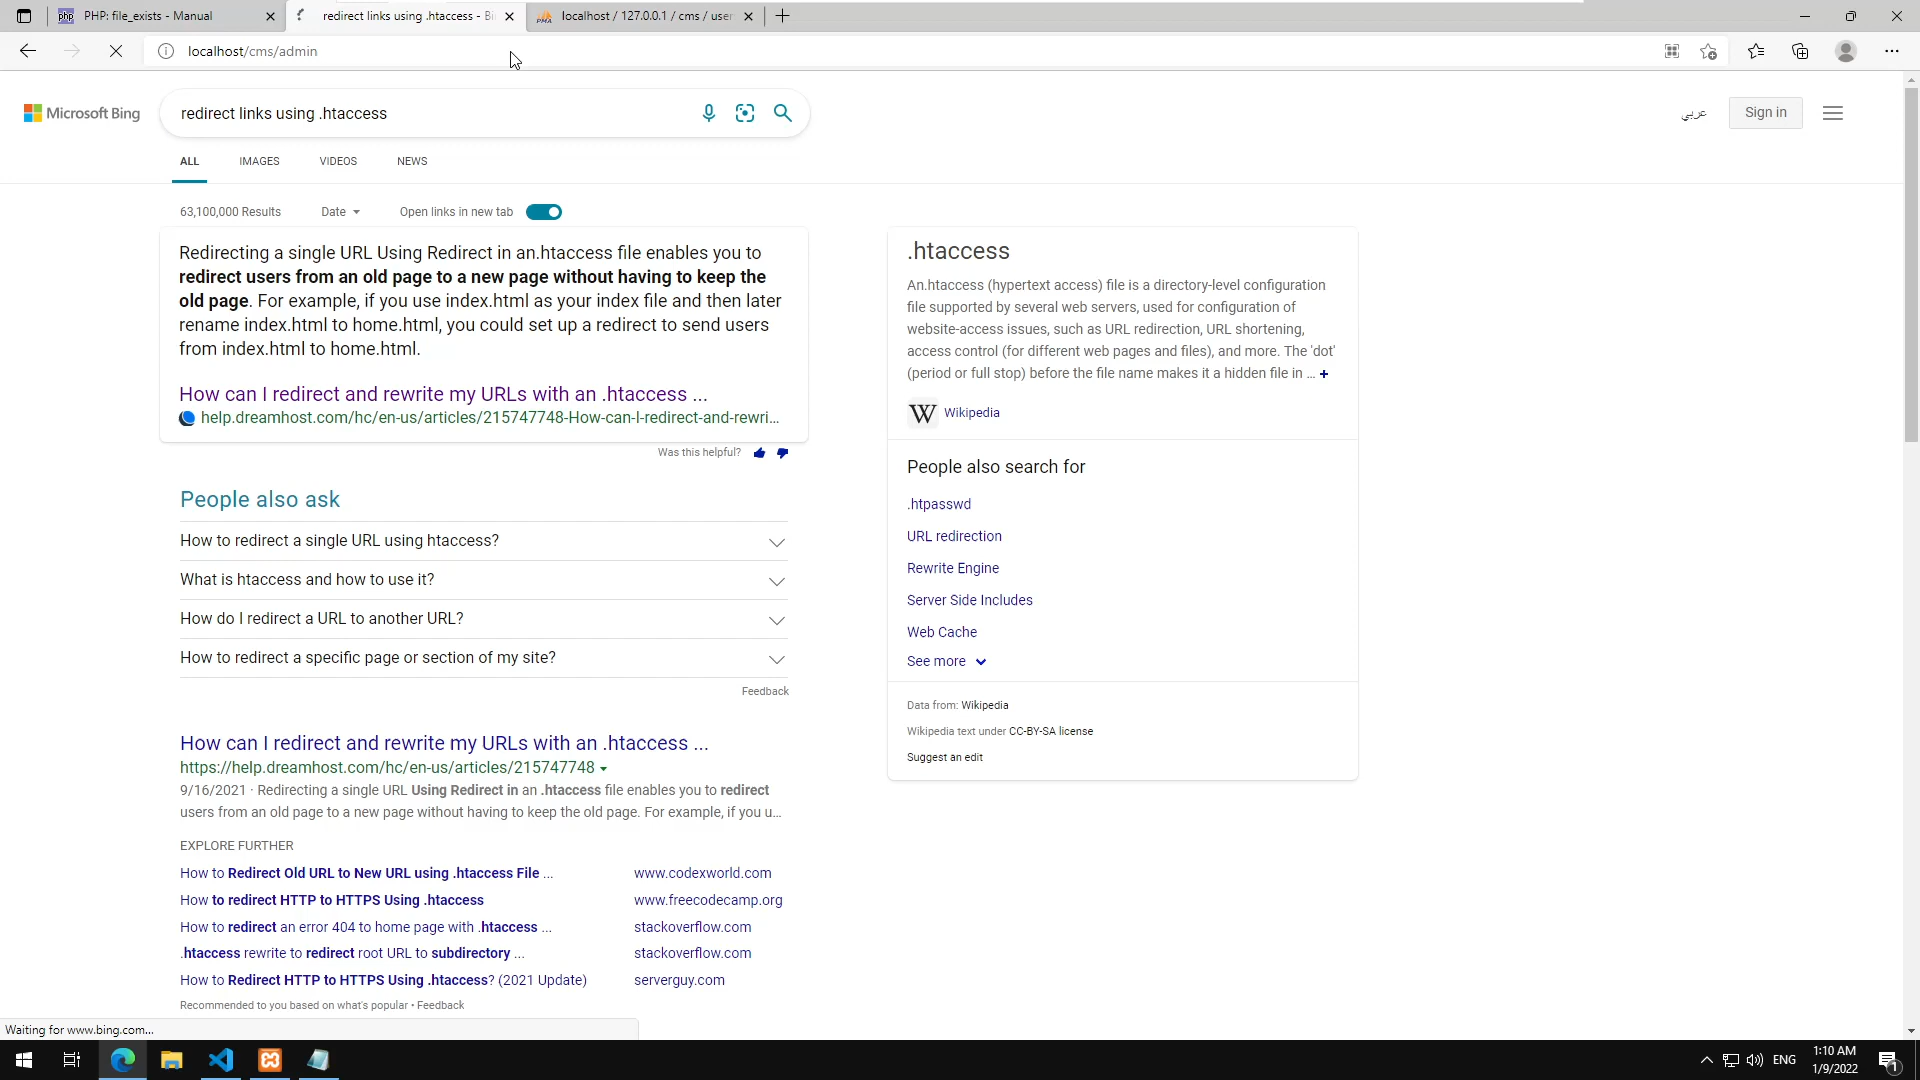 PHP: file_exists - Manual
redirect links using .htaccess - Bi
localhost / 127.0.0.1 / cms / user
localhost/cms/admin
Microsoft Bing
redirect links using .htaccess
عربي
Sign in
ALL
IMAGES
VIDEOS
NEWS
63,100,000 Results
Date
Open links in new tab
Redirecting a single URL Using Redirect in an.htaccess file enables you to
redirect users from an old page to a new page without having to keep the
old page. For example, if you use index.html as your index file and then later
rename index.html to home.html, you could set up a redirect to send users
from index.html to home.html.
How can I redirect and rewrite my URLs with an .htaccess ...
help.dreamhost.com/hc/en-us/articles/215747748-How-can-I-redirect-and-rewri...
Was this helpful?
People also ask
How to redirect a single URL using htaccess?
What is htaccess and how to use it?
How do I redirect a URL to another URL?
How to redirect a specific page or section of my site?
Feedback
How can I redirect and rewrite my URLs with an .htaccess ...
https://help.dreamhost.com/hc/en-us/articles/215747748
9/16/2021 · Redirecting a single URL Using Redirect in an .htaccess file enables you to redirect
users from an old page to a new page without having to keep the old page. For example, if you u...
EXPLORE FURTHER
How to Redirect Old URL to New URL using .htaccess File ...
www.codexworld.com
How to redirect HTTP to HTTPS Using .htaccess
www.freecodecamp.org
How to redirect an error 404 to home page with .htaccess ...
stackoverflow.com
.htaccess rewrite to redirect root URL to subdirectory ...
stackoverflow.com
How to Redirect HTTP to HTTPS Using .htaccess? (2021 Update)
serverguy.com
Recommended to you based on what's popular • Feedback
.htaccess
An.htaccess (hypertext access) file is a directory-level configuration
file supported by several web servers, used for configuration of
website-access issues, such as URL redirection, URL shortening,
access control (for different web pages and files), and more. The 'dot'
(period or full stop) before the file name makes it a hidden file in ... +
W Wikipedia
People also search for
.htpasswd
URL redirection
Rewrite Engine
Server Side Includes
Web Cache
See more
Data from: Wikipedia
Wikipedia text under CC-BY-SA license
Suggest an edit
Waiting for www.bing.com...
ENG
1:10 AM
1/9/2022
1